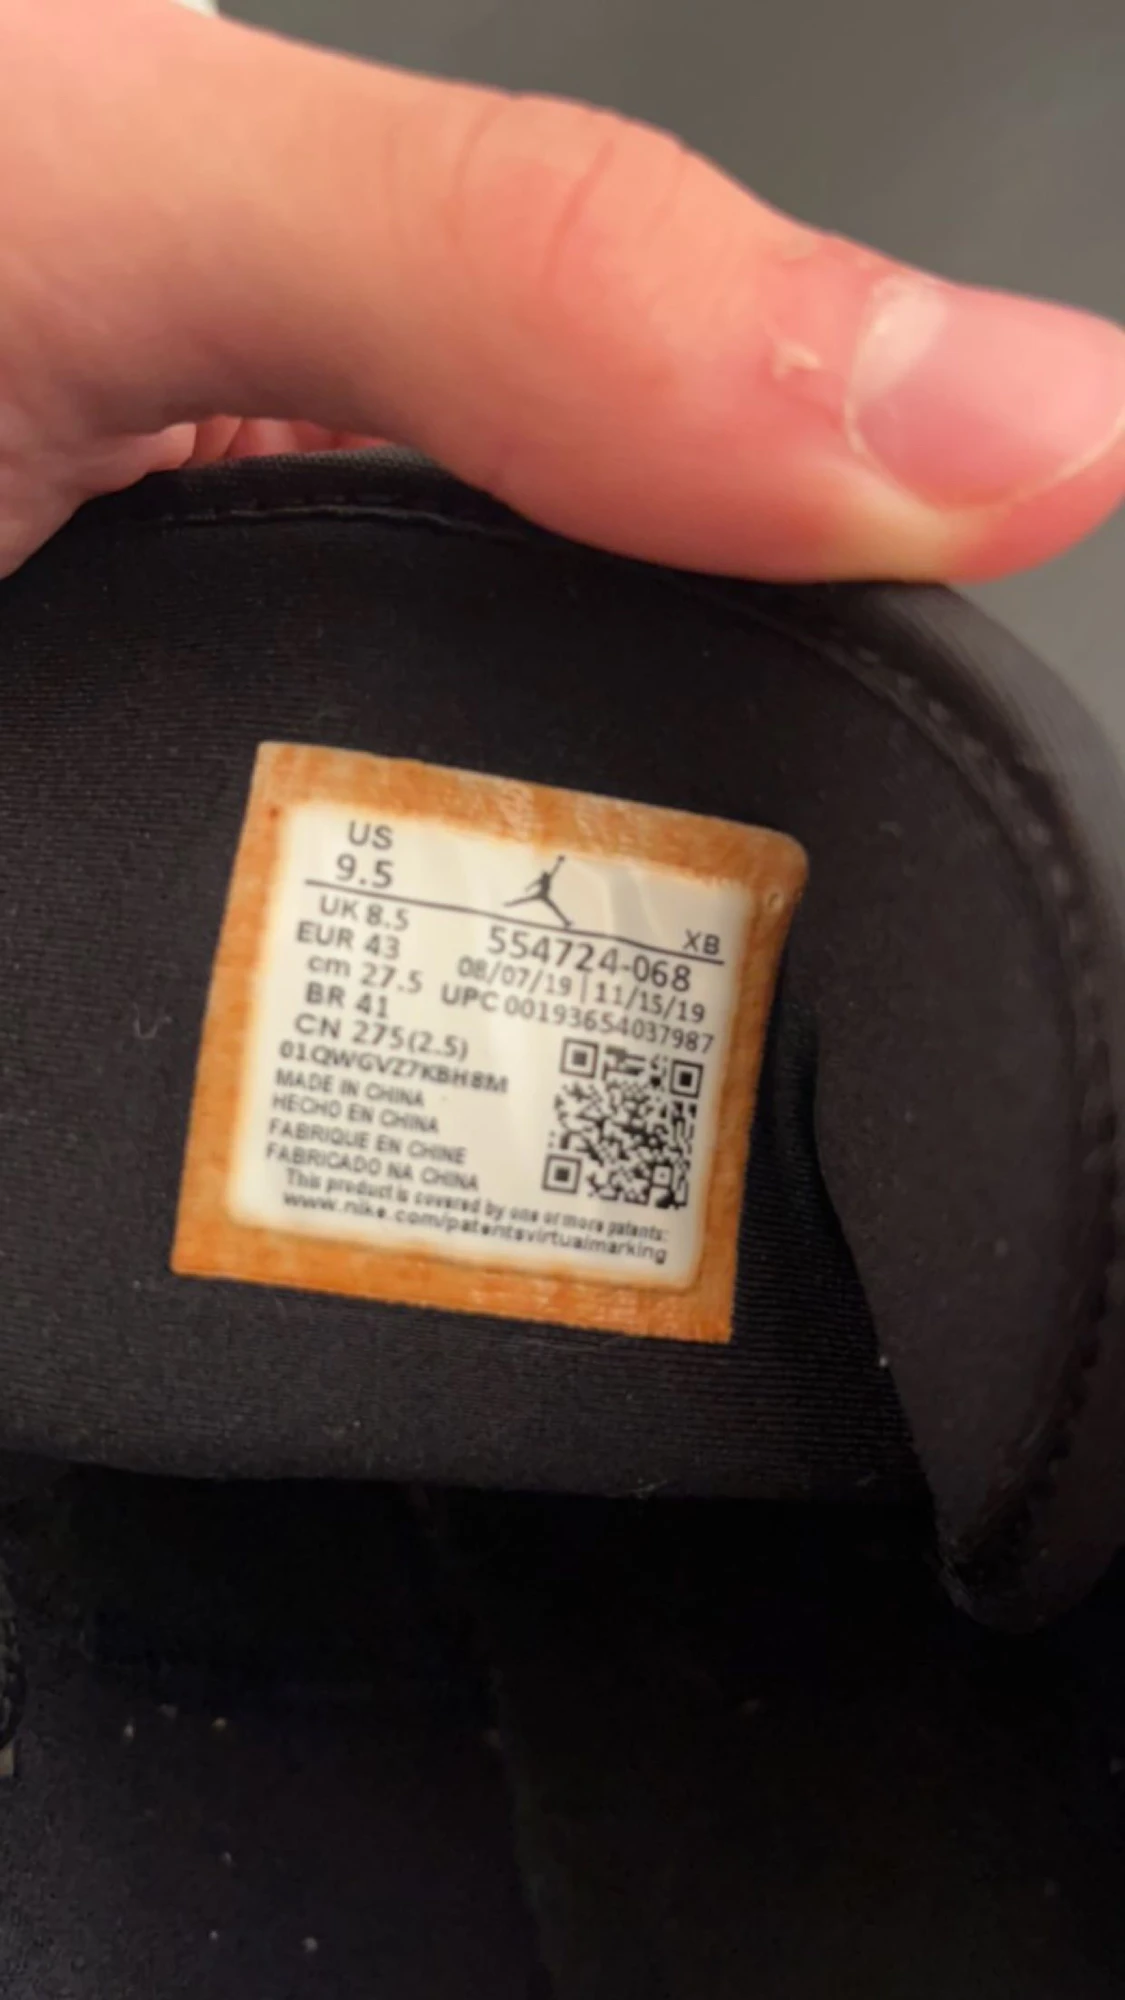 US
9.5
XB
UK 8.5
EUR 43
cm 27.5
BR 41
CN 275(2.5)
554724-068
08/07/19 | 11/15/19
UPC 00193654037987
01QWGVZ7KBH8M
MADE IN CHINA
HECHO EN CHINA
FABRIQUE EN CHINE
FABRICADO NA CHINA
This product is covered by one or more patents:
www.nike.com/patentsvirtualmarking